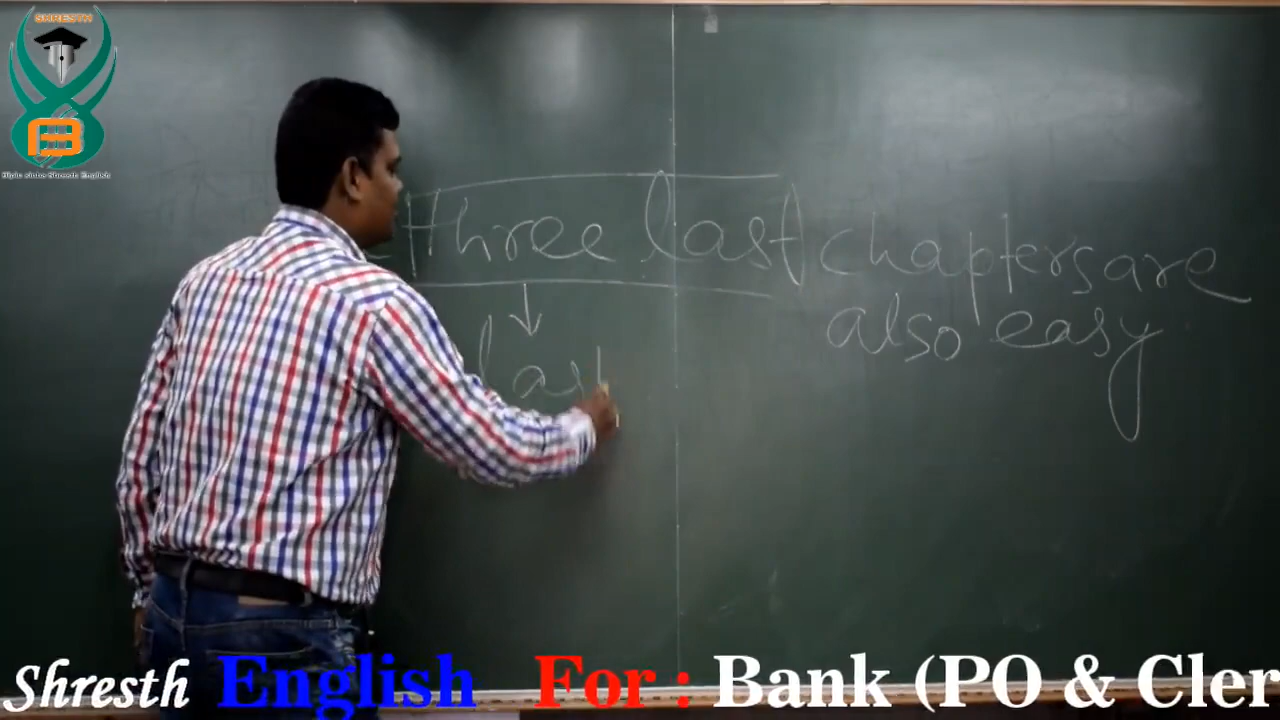 SHRESTH
B
Three last chapters are
also easy
last
Shresth English For : Bank (PO & Cler